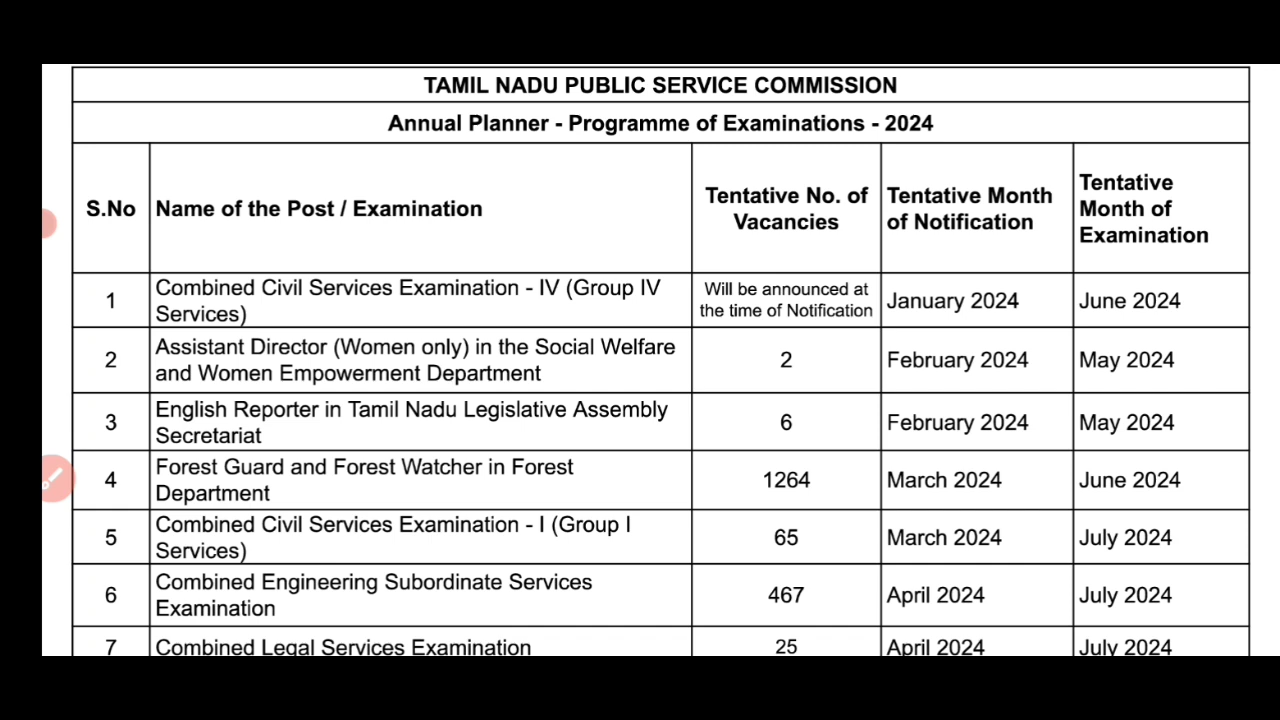 TAMIL NADU PUBLIC SERVICE COMMISSION
Annual Planner - Programme of Examinations - 2024
S.No
Name of the Post / Examination
Tentative No. of
Vacancies
Tentative Month
of Notification
Tentative
Month of
Examination
1
Combined Civil Services Examination - IV (Group IV
Services)
Will be announced at
the time of Notification
January 2024
June 2024
2
Assistant Director (Women only) in the Social Welfare
and Women Empowerment Department
2
February 2024
May 2024
3
English Reporter in Tamil Nadu Legislative Assembly
Secretariat
6
February 2024
May 2024
4
Forest Guard and Forest Watcher in Forest
Department
1264
March 2024
June 2024
5
Combined Civil Services Examination - I (Group I
Services)
65
March 2024
July 2024
6
Combined Engineering Subordinate Services
Examination
467
April 2024
July 2024
7
Combined Legal Services Examination
25
April 2024
July 2024